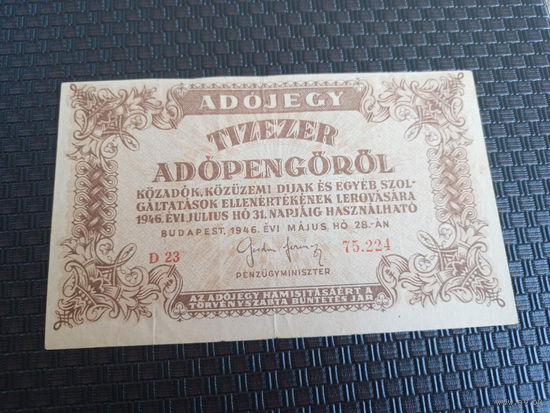 ADÓJEGY
TIZEZER
ADÓPENGŐRŐL
KÖZADÓK, KÖZÜZEMI DIJAK ÉS EGYÉB SZOL-
GÁLTATÁSOK ELLENÉRTÉKÉNEK LEROVÁSÁRA
1946. ÉVI JULIUS HÓ 31. NAPJÁIG HASZNÁLHATÓ
BUDAPEST, 1946. ÉVI MÁJUS HÓ 28.-ÁN
D 23
75.224
PÉNZÜGYMINISZTER
AZ ADÓJEGY HAMISITÁSÁÉRT A
TÖRVÉNYSZABTA BÜNTETÉS JÁR